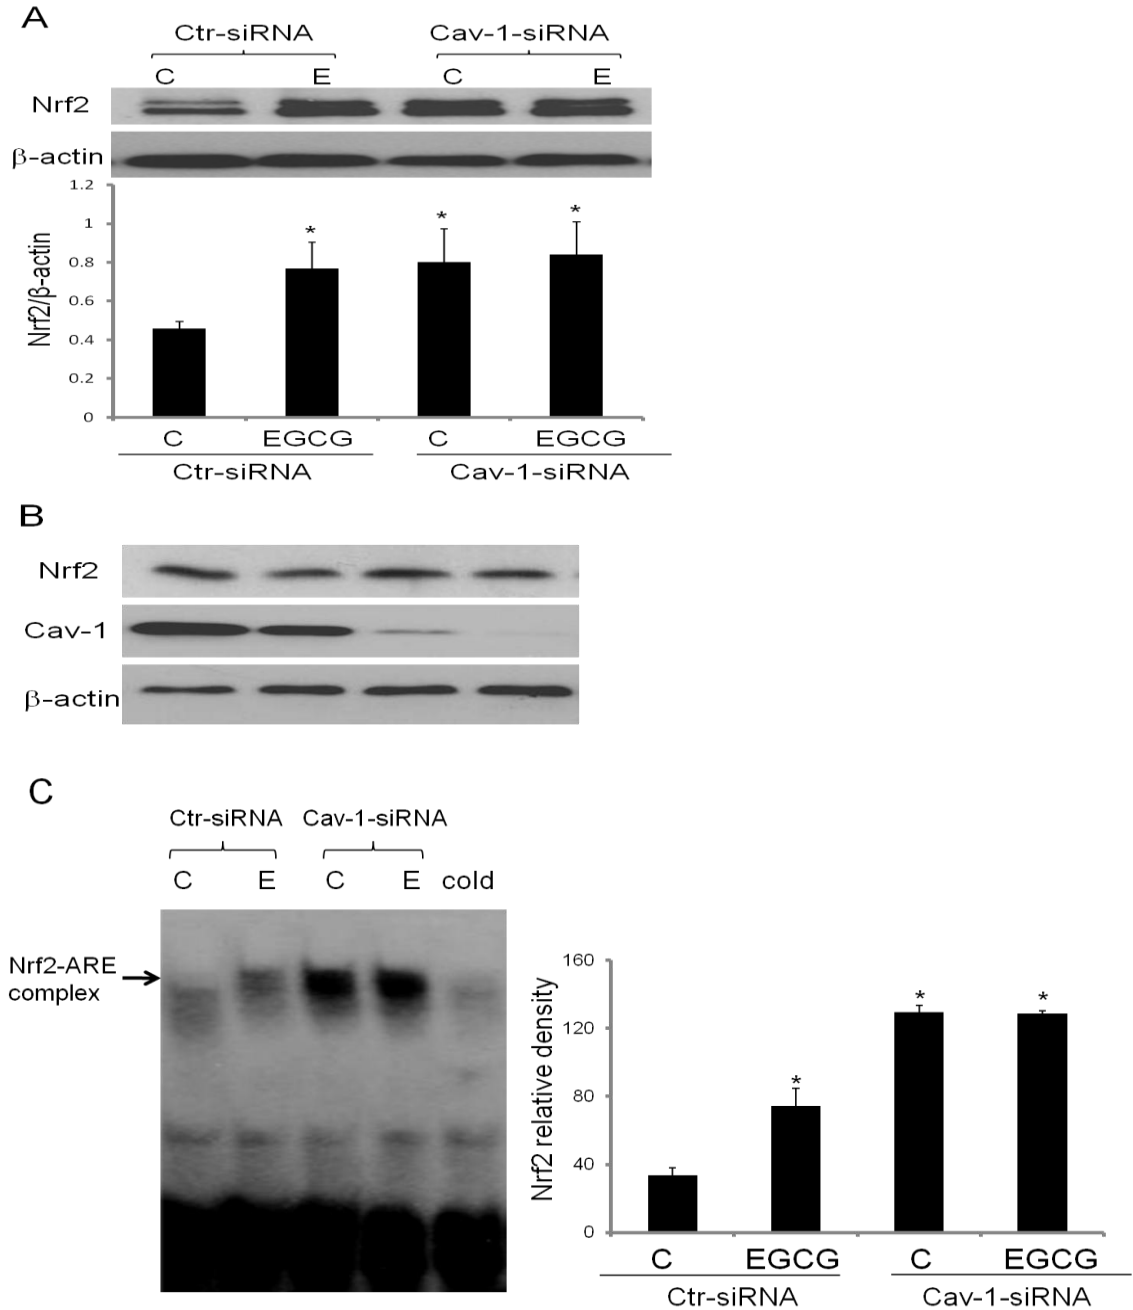 A
Ctr-siRNA Cav-1-siRNA
C E C E
Nrf2
β-actin
1.2
1
0.8
0.6
0.4
0.2
0
Nrf2/β-actin
* * *
C EGCG C EGCG
Ctr-siRNA Cav-1-siRNA
B
Nrf2
Cav-1
β-actin
C
Ctr-siRNA Cav-1-siRNA
C E C E cold
Nrf2-ARE
complex
160
120
80
40
0
Nrf2 relative density
* * *
C EGCG C EGCG
Ctr-siRNA Cav-1-siRNA